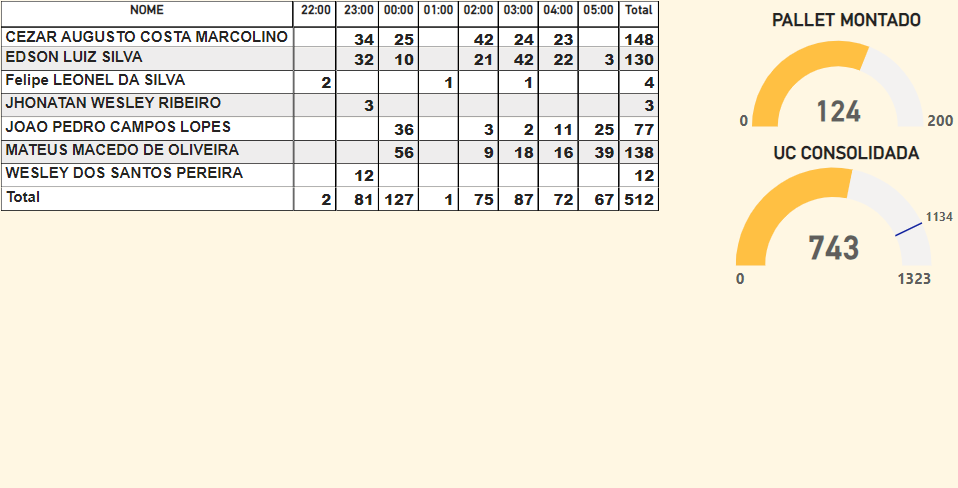 NOME 22:00 23:00 00:00 01:00 02:00 03:00 04:00 05:00 Total
CEZAR AUGUSTO COSTA MARCOLINO 34 25 42 24 23 148
EDSON LUIZ SILVA 32 10 21 42 22 3 130
Felipe LEONEL DA SILVA 2 1 1 4
JHONATAN WESLEY RIBEIRO 3 3
JOAO PEDRO CAMPOS LOPES 36 3 2 11 25 77
MATEUS MACEDO DE OLIVEIRA 56 9 18 16 39 138
WESLEY DOS SANTOS PEREIRA 12 12
Total 2 81 127 1 75 87 72 67 512
PALLET MONTADO
124
0 200
UC CONSOLIDADA
1134
743
0 1323